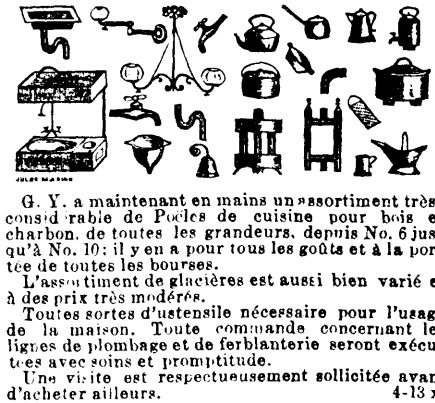 JULES MASSIE
G. Y. a maintenant en mains un assortiment très
considérable de Poëles de cuisine pour bois e
charbon, de toutes les grandeurs, depuis No. 6 jus
qu'à No. 10; il y en a pour tous les goûts et à la por
tée de toutes les bourses.
L'assortiment de glacières est aussi bien varié e
à des prix très modérés.
Toutes sortes d'ustensile nécessaire pour l'usag
de la maison. Toute commande concernant le
lignes de plombage et de ferblanterie seront exécu
tées avec soins et promptitude.
Une visite est respectueusement sollicitée avan
d'acheter ailleurs. 4-13